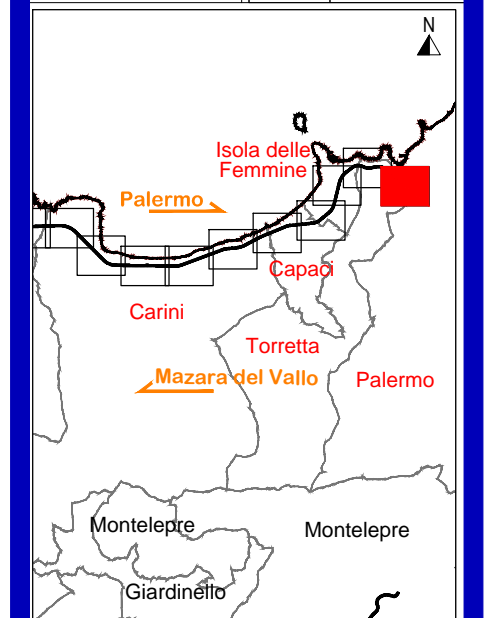 N
Isola delle
Femmine
Palermo
Capaci
Carini
Torretta
Mazara del Vallo
Palermo
Montelepre
Montelepre
Giardinello